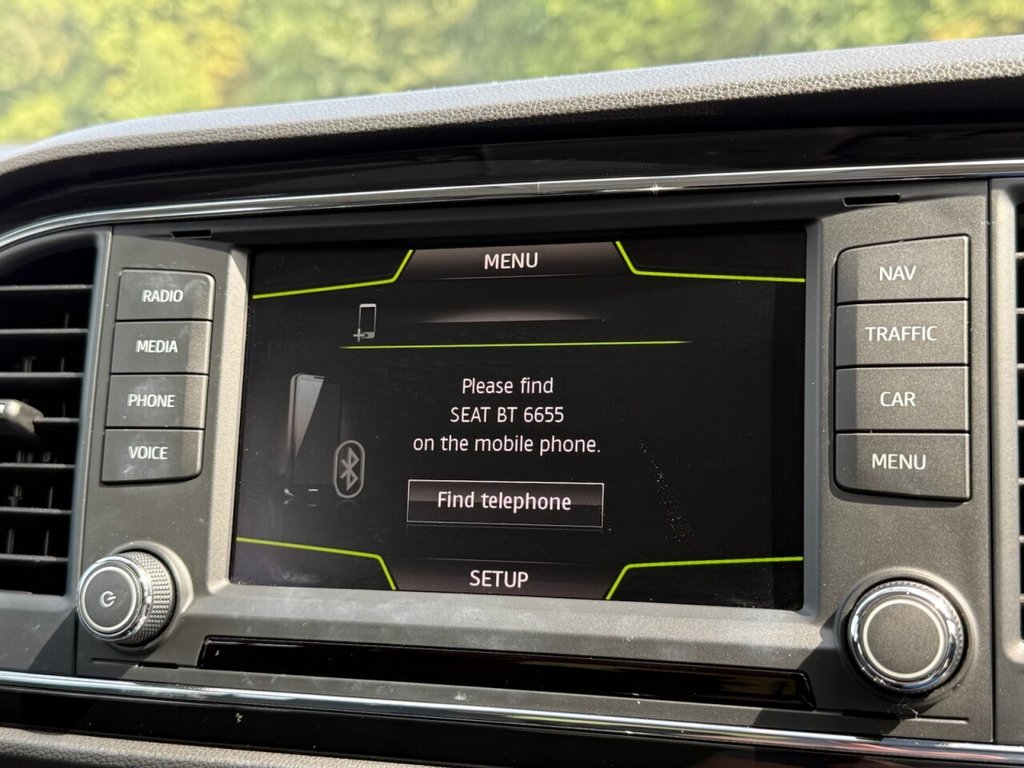 MENU
RADIO
MEDIA
PHONE
VOICE
Please find
SEAT BT 6655
on the mobile phone.
Find telephone
SETUP
NAV
TRAFFIC
CAR
MENU